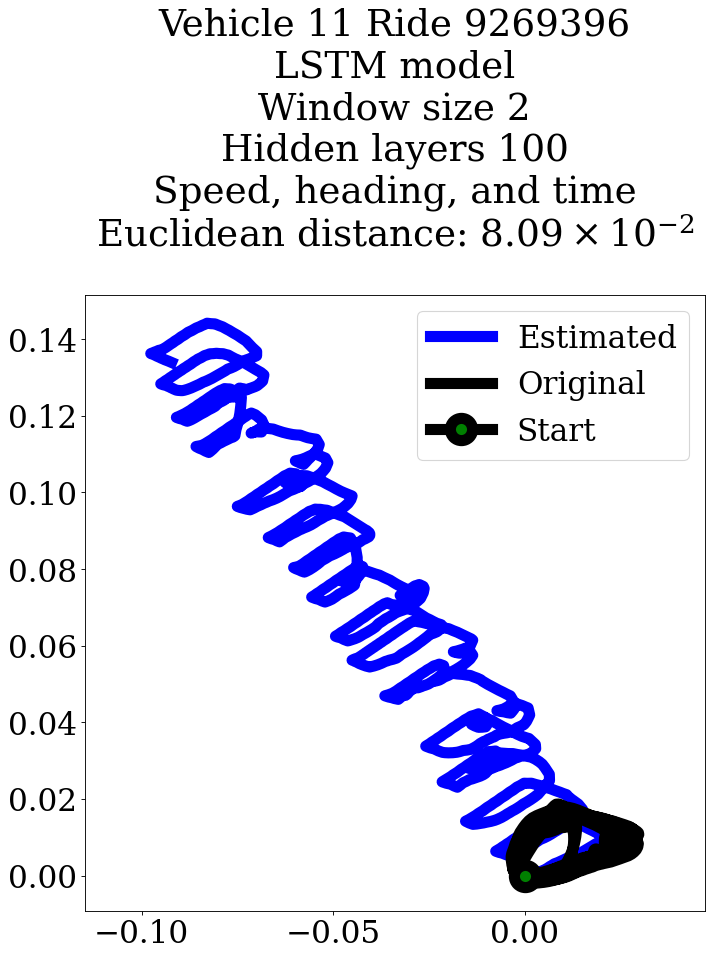 Vehicle 11 Ride 9269396
LSTM model
Window size 2
Hidden layers 100
Speed, heading, and time
Euclidean distance: 8.09 × 10⁻²
Estimated
Original
Start
0.14
0.12
0.10
0.08
0.06
0.04
0.02
0.00
−0.10 −0.05 0.00